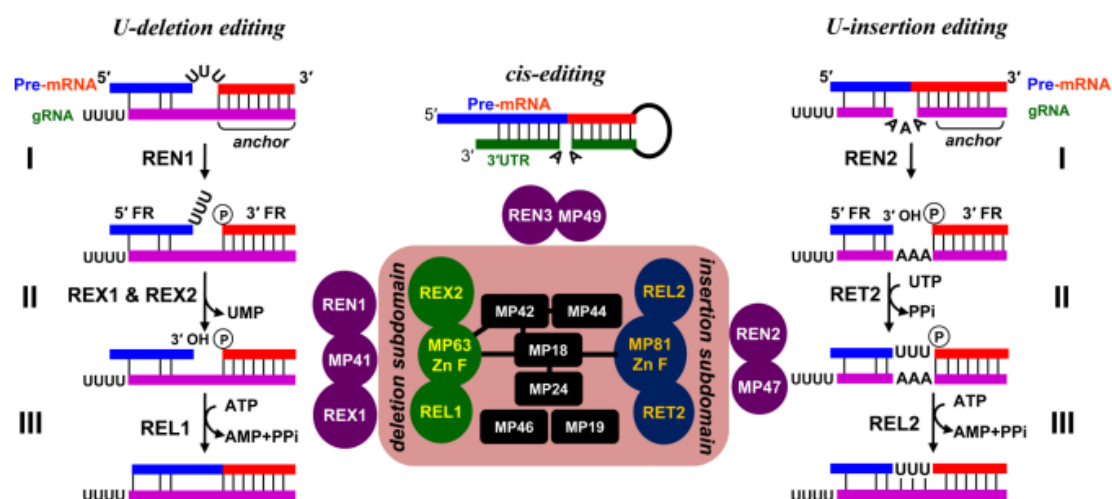 U-deletion editing
5′ UUU 3′
Pre-mRNA
gRNA UUUU
anchor
I
REN1
UUU
5′ FR P 3′ FR
UUUU
II
REX1 & REX2
UMP
3′ OH P
UUUU
III
REL1
ATP
AMP+PPi
UUUU
cis-editing
Pre-mRNA
5′
3′
3′UTR
A A
REN3 MP49
REN1
MP41
REX1
deletion subdomain
REX2
MP63
Zn F
REL1
MP42 MP44
MP18
MP24
MP46 MP19
REL2
MP81
Zn F
RET2
insertion subdomain
REN2
MP47
U-insertion editing
5′ 3′
Pre-mRNA
gRNA
UUUU
A A A
anchor
I
REN2
5′ FR 3′ OH P 3′ FR
UUUU AAA
II
RET2
UTP
PPi
P
UUU
UUUU AAA
III
REL2
ATP
AMP+PPi
UUU
UUUU